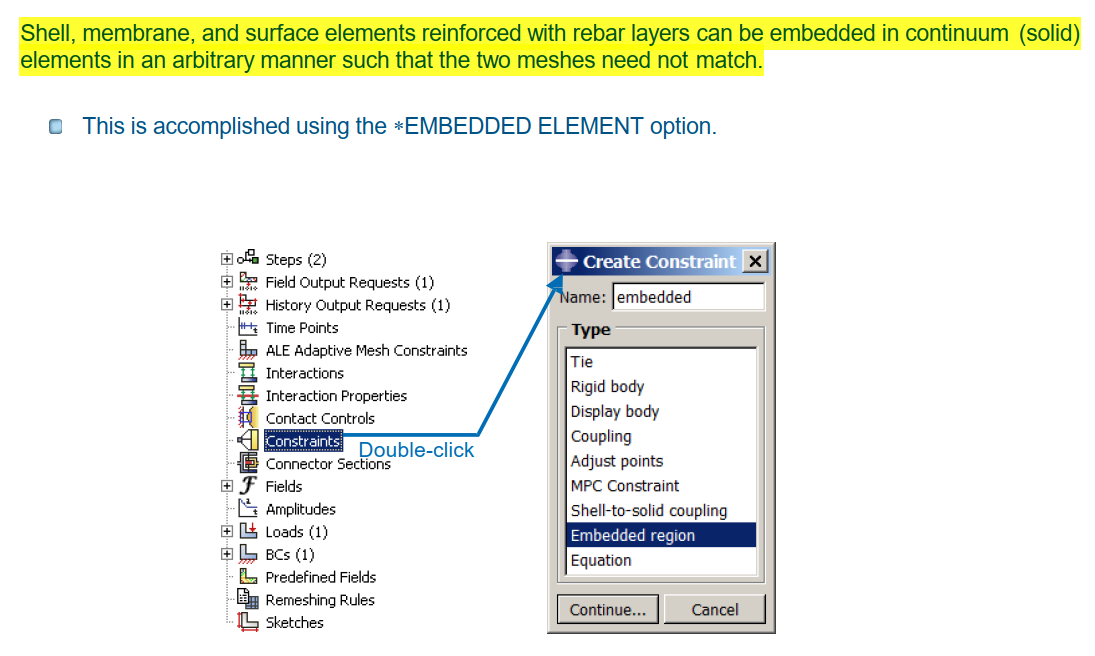 Shell, membrane, and surface elements reinforced with rebar layers can be embedded in continuum (solid)
elements in an arbitrary manner such that the two meshes need not match.
This is accomplished using the *EMBEDDED ELEMENT option.
Steps (2)
Field Output Requests (1)
History Output Requests (1)
Time Points
ALE Adaptive Mesh Constraints
Interactions
Interaction Properties
Contact Controls
Constraints
Double-click
Connector Sections
Fields
Amplitudes
Loads (1)
BCs (1)
Predefined Fields
Remeshing Rules
Sketches
Create Constraint
Name: embedded
Type
Tie
Rigid body
Display body
Coupling
Adjust points
MPC Constraint
Shell-to-solid coupling
Embedded region
Equation
Continue... Cancel